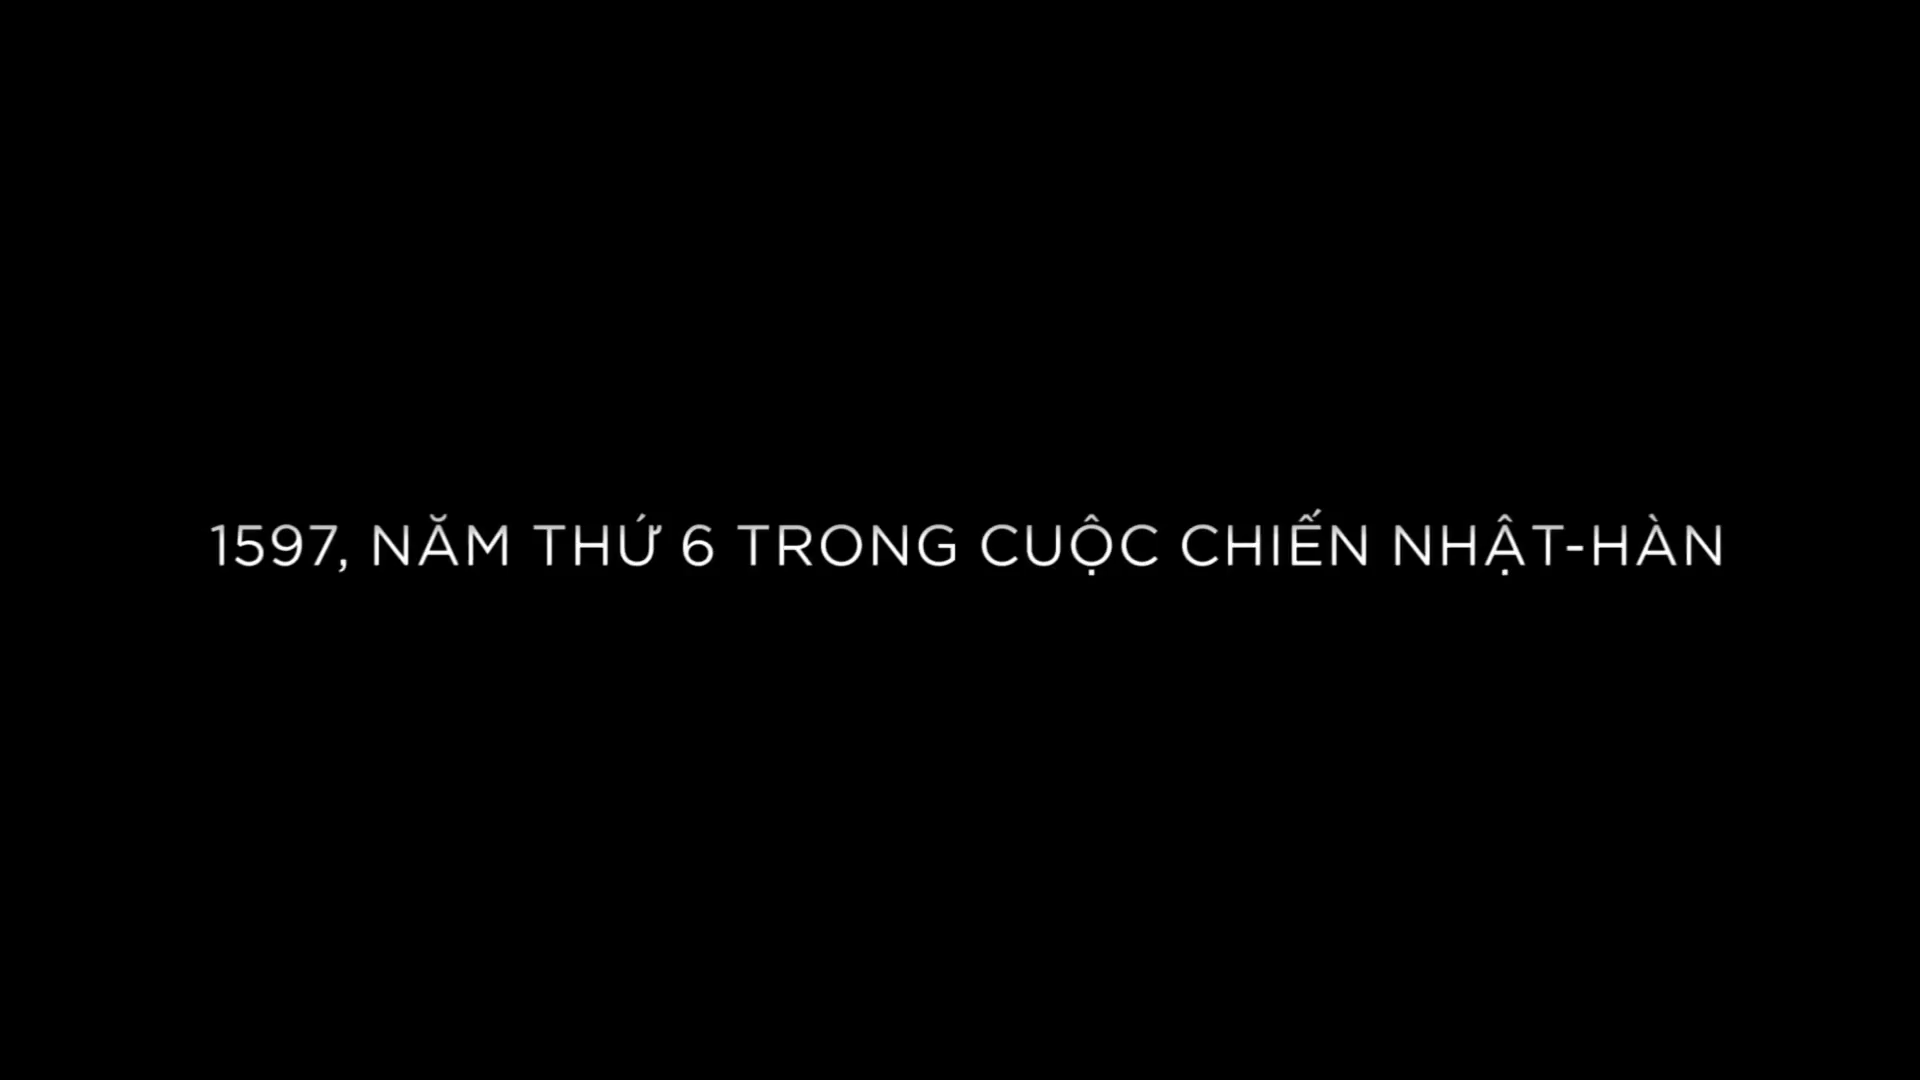 1597, NĂM THỨ 6 TRONG CUỘC CHIẾN NHẬT-HÀN